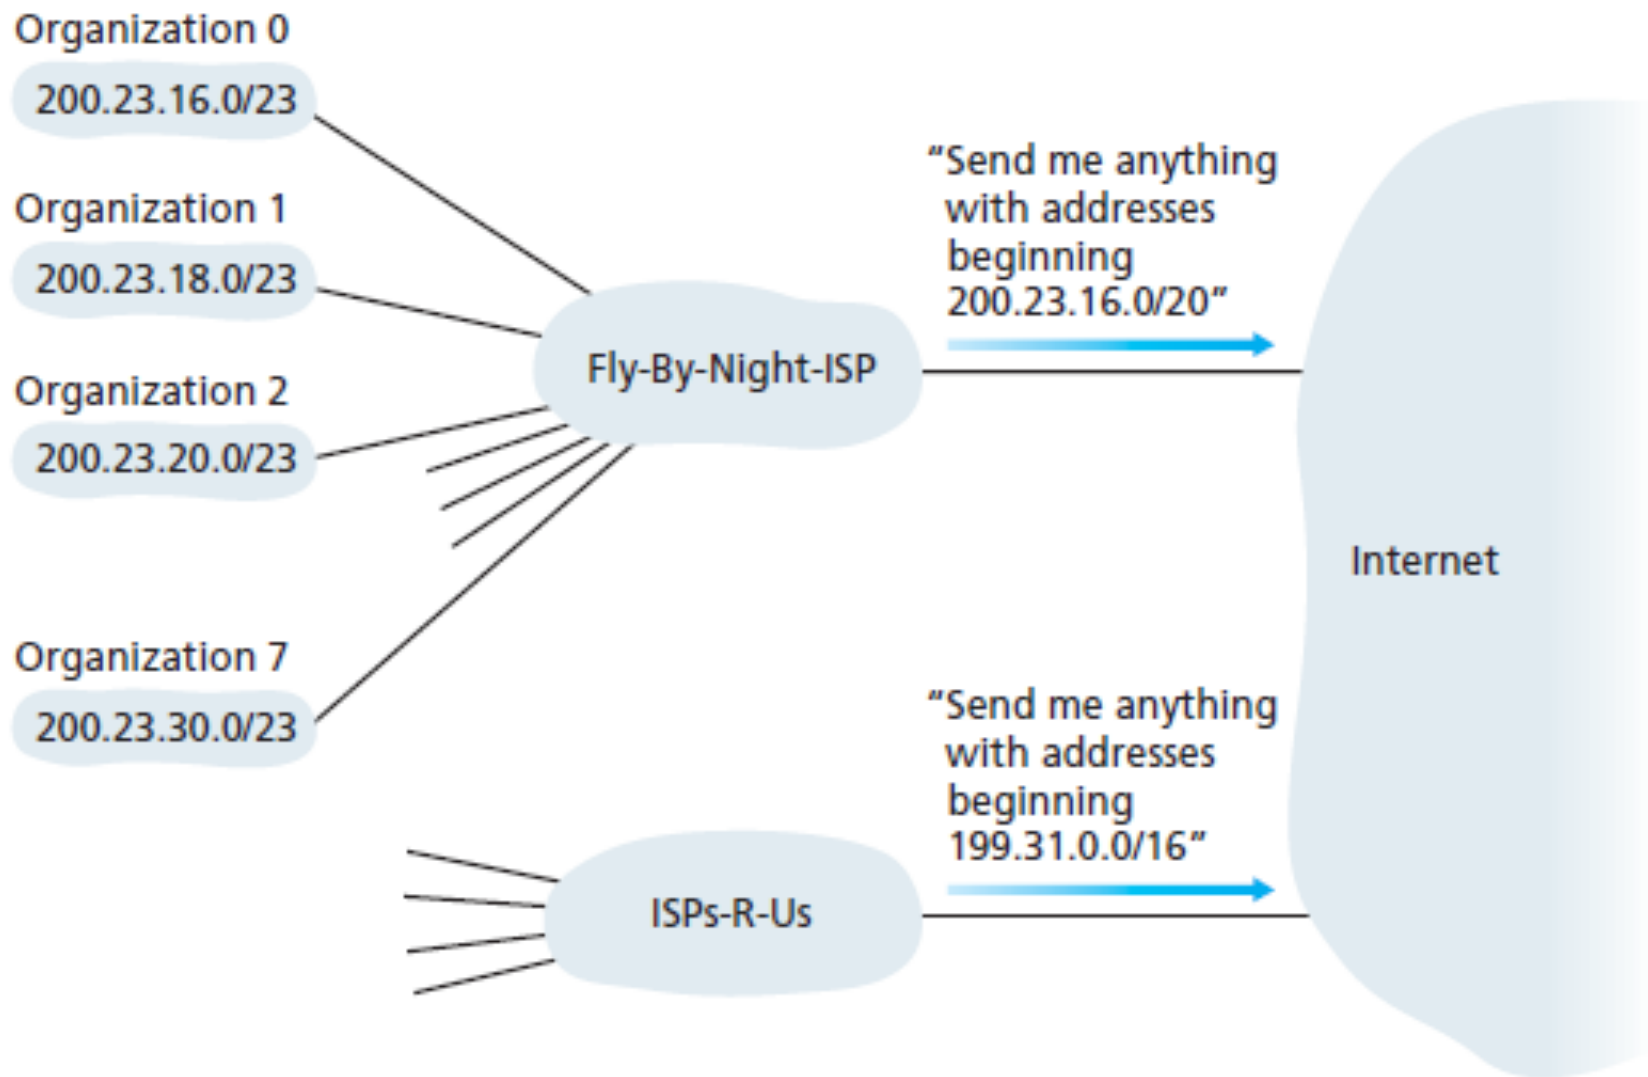 Organization 0
200.23.16.0/23
Organization 1
200.23.18.0/23
Organization 2
200.23.20.0/23
Organization 7
200.23.30.0/23
Fly-By-Night-ISP
“Send me anything
with addresses
beginning
200.23.16.0/20”
ISPs-R-Us
“Send me anything
with addresses
beginning
199.31.0.0/16”
Internet